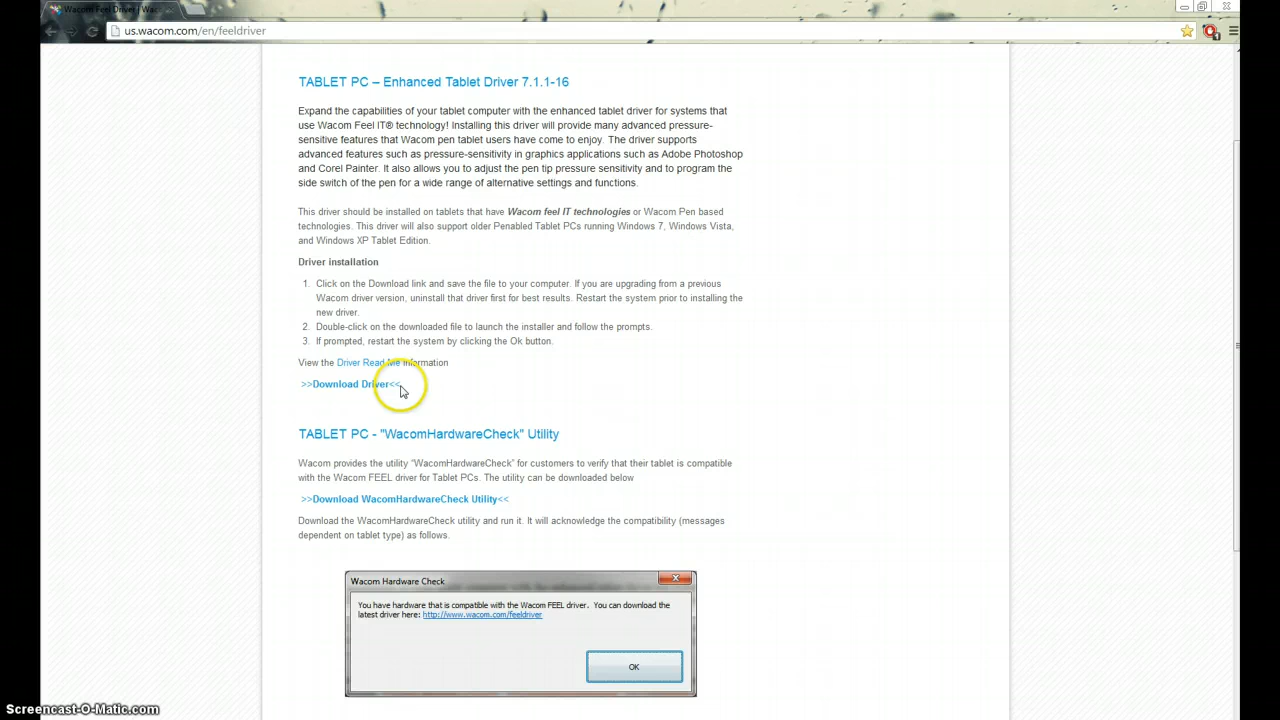 Wacom Feel Driver | Wac
us.wacom.com/en/feeldriver
TABLET PC – Enhanced Tablet Driver 7.1.1-16
Expand the capabilities of your tablet computer with the enhanced tablet driver for systems that
use Wacom Feel IT® technology! Installing this driver will provide many advanced pressure-
sensitive features that Wacom pen tablet users have come to enjoy. The driver supports
advanced features such as pressure-sensitivity in graphics applications such as Adobe Photoshop
and Corel Painter. It also allows you to adjust the pen tip pressure sensitivity and to program the
side switch of the pen for a wide range of alternative settings and functions.
This driver should be installed on tablets that have Wacom feel IT technologies or Wacom Pen based
technologies. This driver will also support older Penabled Tablet PCs running Windows 7, Windows Vista,
and Windows XP Tablet Edition.
Driver installation
1. Click on the Download link and save the file to your computer. If you are upgrading from a previous
Wacom driver version, uninstall that driver first for best results. Restart the system prior to installing the
new driver.
2. Double-click on the downloaded file to launch the installer and follow the prompts.
3. If prompted, restart the system by clicking the Ok button.
View the Driver Read Me information
>>Download Driver<<
TABLET PC - "WacomHardwareCheck" Utility
Wacom provides the utility “WacomHardwareCheck” for customers to verify that their tablet is compatible
with the Wacom FEEL driver for Tablet PCs. The utility can be downloaded below
>>Download WacomHardwareCheck Utility<<
Download the WacomHardwareCheck utility and run it. It will acknowledge the compatibility (messages
dependent on tablet type) as follows.
Wacom Hardware Check
You have hardware that is compatible with the Wacom FEEL driver. You can download the
latest driver here: http://www.wacom.com/feeldriver
OK
Screencast-O-Matic.com